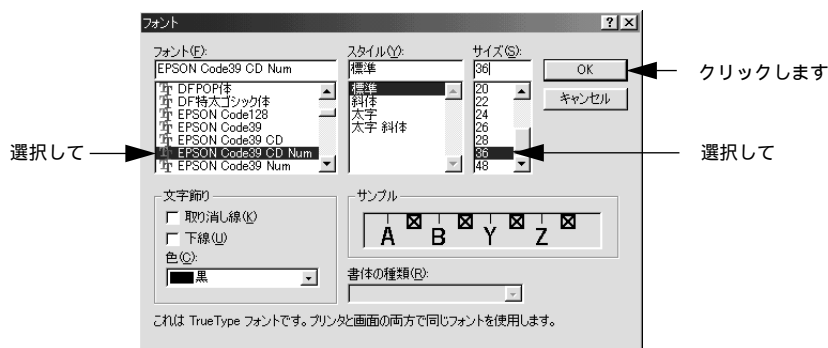 フォント
フォント(F):
EPSON Code39 CD Num
DFPOP体
DF特太ゴシック体
EPSON Code128
EPSON Code39
EPSON Code39 CD
EPSON Code39 CD Num
EPSON Code39 Num
スタイル(Y):
標準
標準
斜体
太字
太字 斜体
サイズ(S):
36
20
22
24
26
28
36
48
OK
キャンセル
クリックします
選択して
選択して
文字飾り
取り消し線(K)
下線(U)
色(C):
黒
サンプル
A B Y Z
書体の種類(R):
これは TrueType フォントです。プリンタと画面の両方で同じフォントを使用します。